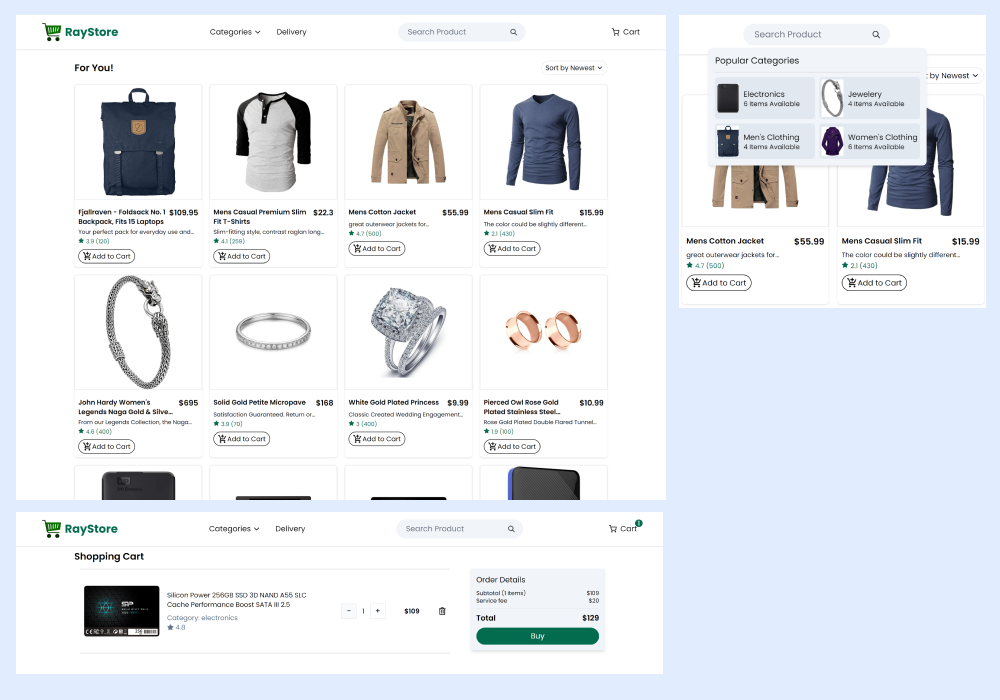 RayStore
Categories
Delivery
Search Product
Cart
For You!
Sort by Newest
Fjallraven - Foldsack No. 1 $109.95
Backpack, Fits 15 Laptops
Your perfect pack for everyday use and...
3.9 (120)
Add to Cart
Mens Casual Premium Slim $22.3
Fit T-Shirts
Slim-fitting style, contrast raglan long...
4.1 (259)
Add to Cart
Mens Cotton Jacket $55.99
great outerwear jackets for...
4.7 (500)
Add to Cart
Mens Casual Slim Fit $15.99
The color could be slightly different...
2.1 (430)
Add to Cart
John Hardy Women's $695
Legends Naga Gold & Silve...
From our Legends Collection, the Naga...
4.6 (400)
Add to Cart
Solid Gold Petite Micropave $168
Satisfaction Guaranteed. Return or...
3.9 (70)
Add to Cart
White Gold Plated Princess $9.99
Classic Created Wedding Engagement...
3 (400)
Add to Cart
Pierced Owl Rose Gold $10.99
Plated Stainless Steel...
Rose Gold Plated Double Flared Tunnel...
1.9 (100)
Add to Cart
Search Product
Popular Categories
Electronics
6 Items Available
Jewelery
4 Items Available
Men's Clothing
4 Items Available
Women's Clothing
6 Items Available
by Newest
Mens Cotton Jacket $55.99
great outerwear jackets for...
4.7 (500)
Add to Cart
Mens Casual Slim Fit $15.99
The color could be slightly different...
2.1 (430)
Add to Cart
RayStore
Categories
Delivery
Search Product
Cart
1
Shopping Cart
SP
256
Silicon Power 256GB SSD 3D NAND A55 SLC
Cache Performance Boost SATA III 2.5
Category: electronics
4.8
- 1 +
$109
Order Details
Subtotal (1 items) $109
Service fee $20
Total $129
Buy